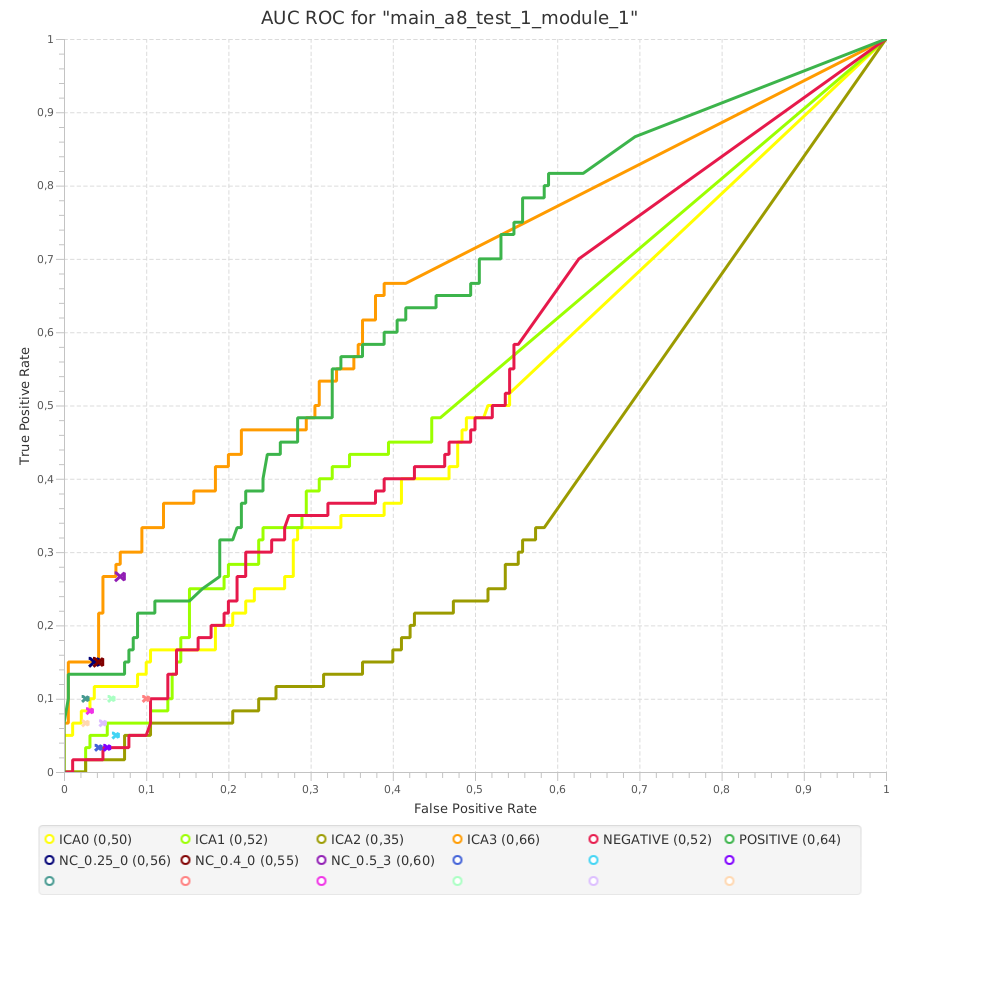 AUC ROC for "main_a8_test_1_module_1"
1
0,9
0,8
0,7
0,6
0,5
0,4
0,3
0,2
0,1
0
True Positive Rate
0 0,1 0,2 0,3 0,4 0,5 0,6 0,7 0,8 0,9 1
False Positive Rate
ICA0 (0,50) ICA1 (0,52) ICA2 (0,35) ICA3 (0,66) NEGATIVE (0,52) POSITIVE (0,64)
NC_0.25_0 (0,56) NC_0.4_0 (0,55) NC_0.5_3 (0,60)